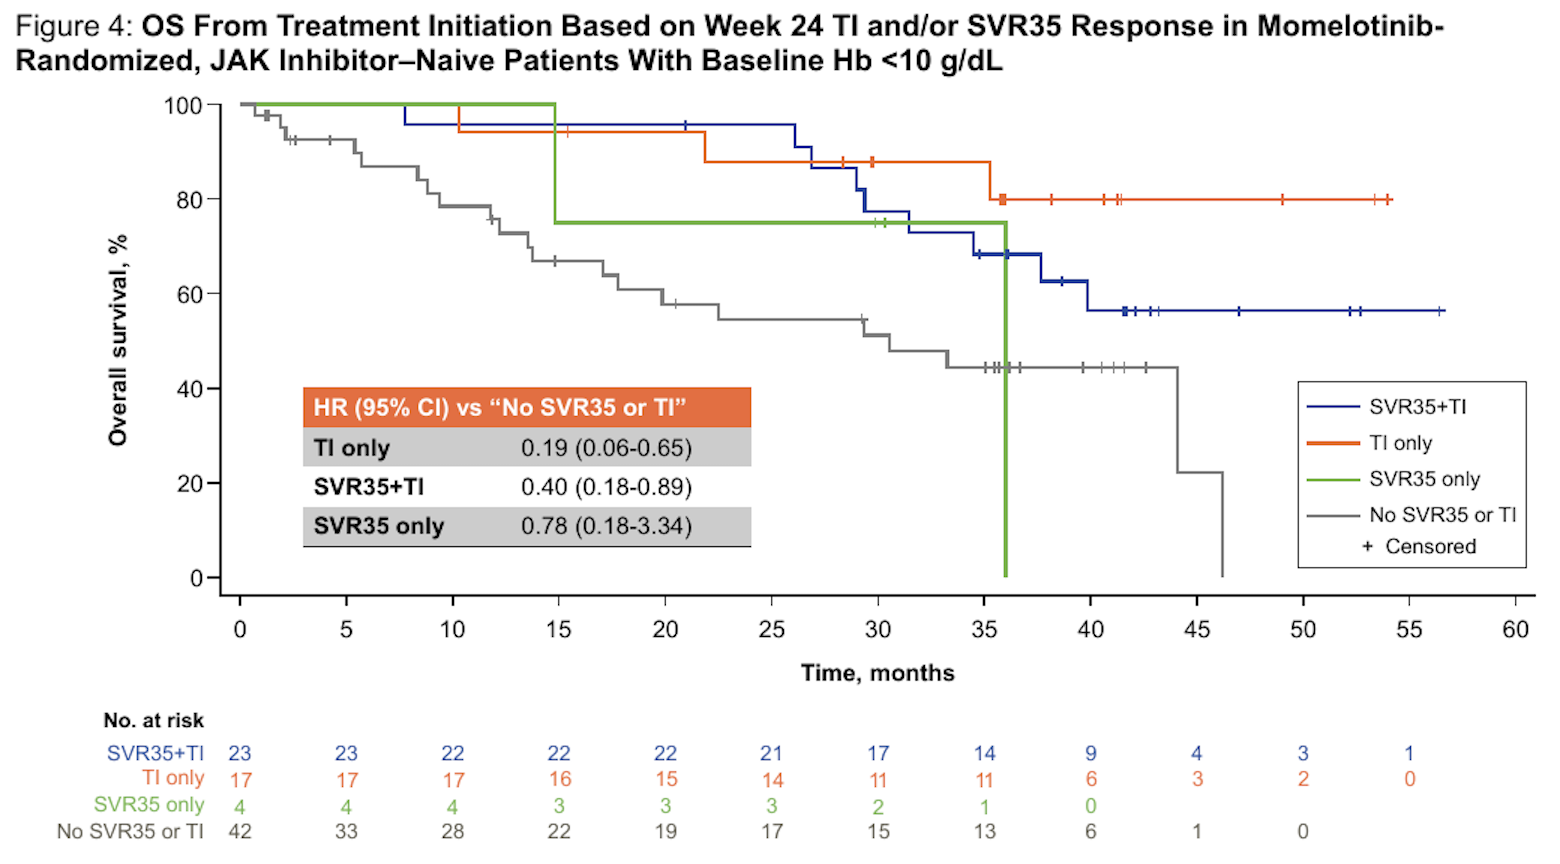 Figure 4: OS From Treatment Initiation Based on Week 24 TI and/or SVR35 Response in Momelotinib-
Randomized, JAK Inhibitor–Naive Patients With Baseline Hb <10 g/dL
100
80
60
40
20
0
Overall survival, %
HR (95% CI) vs “No SVR35 or TI”
TI only 0.19 (0.06-0.65)
SVR35+TI 0.40 (0.18-0.89)
SVR35 only 0.78 (0.18-3.34)
SVR35+TI
TI only
SVR35 only
No SVR35 or TI
+ Censored
0 5 10 15 20 25 30 35 40 45 50 55 60
Time, months
No. at risk
SVR35+TI 23 23 22 22 22 21 17 14 9 4 3 1
TI only 17 17 17 16 15 14 11 11 6 3 2 0
SVR35 only 4 4 4 3 3 3 2 1 0
No SVR35 or TI 42 33 28 22 19 17 15 13 6 1 0